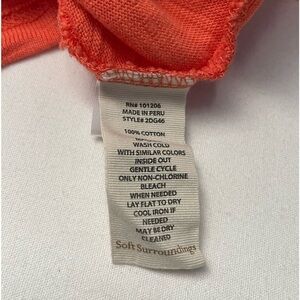 RN# 101206
MADE IN PERU
STYLE# 2DG46
100% COTTON
WASH COLD
WITH SIMILAR COLORS
INSIDE OUT
GENTLE CYCLE
ONLY NON-CHLORINE
BLEACH
WHEN NEEDED
LAY FLAT TO DRY
COOL IRON IF
NEEDED
MAY BE DRY
CLEANED
Soft Surroundings